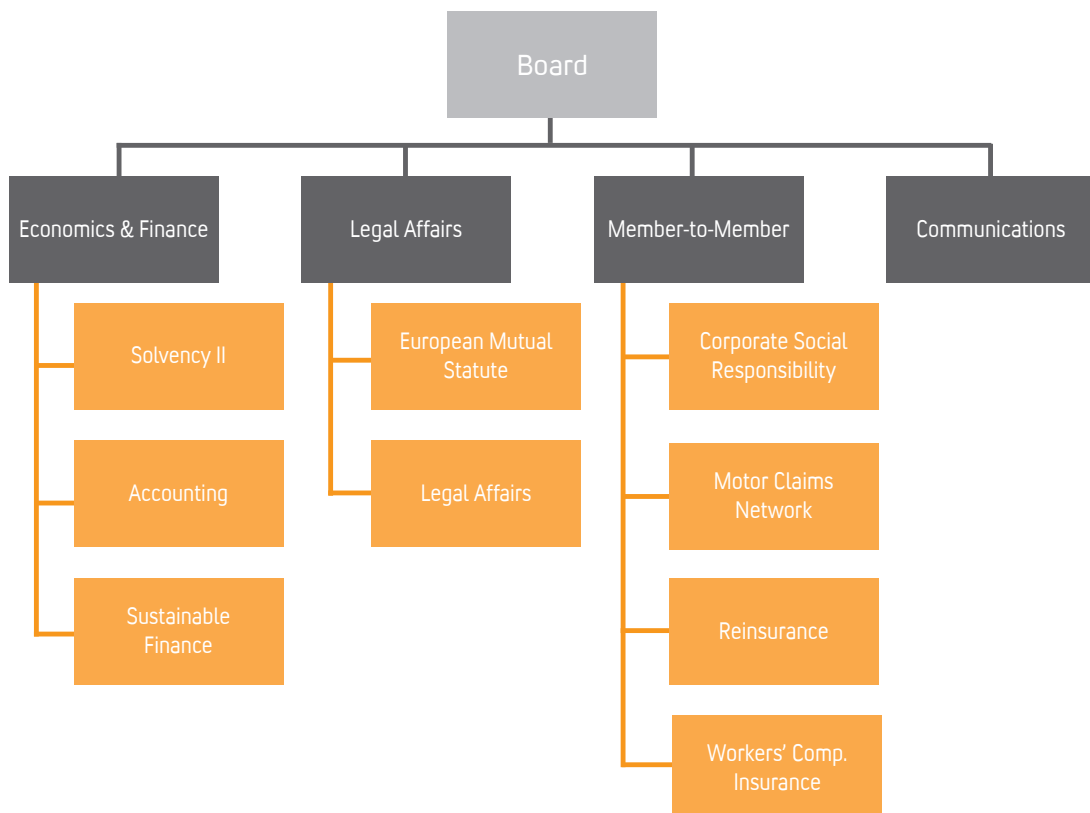 Board
Economics & Finance
Legal Affairs
Member-to-Member
Communications
Solvency II
Accounting
Sustainable
Finance
European Mutual
Statute
Legal Affairs
Corporate Social
Responsibility
Motor Claims
Network
Reinsurance
Workers' Comp.
Insurance